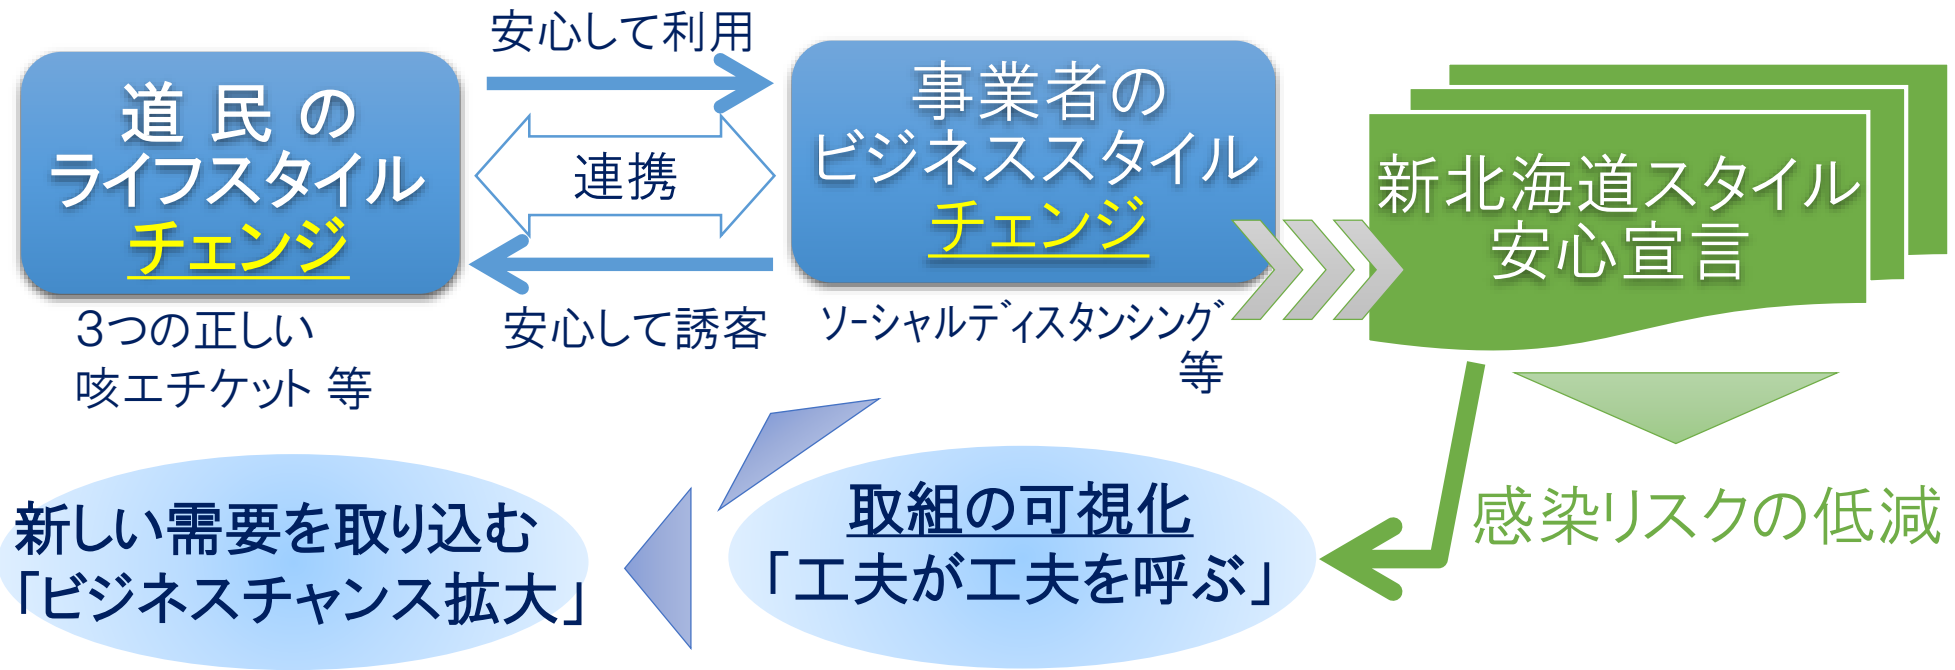 安心して利用
道 民 の
ライフスタイル
チェンジ
連携
事業者の
ビジネススタイル
チェンジ
新北海道スタイル
安心宣言
3つの正しい
咳エチケット 等
安心して誘客
ソーシャルディスタンシング
等
感染リスクの低減
取組の可視化
「工夫が工夫を呼ぶ」
新しい需要を取り込む
「ビジネスチャンス拡大」